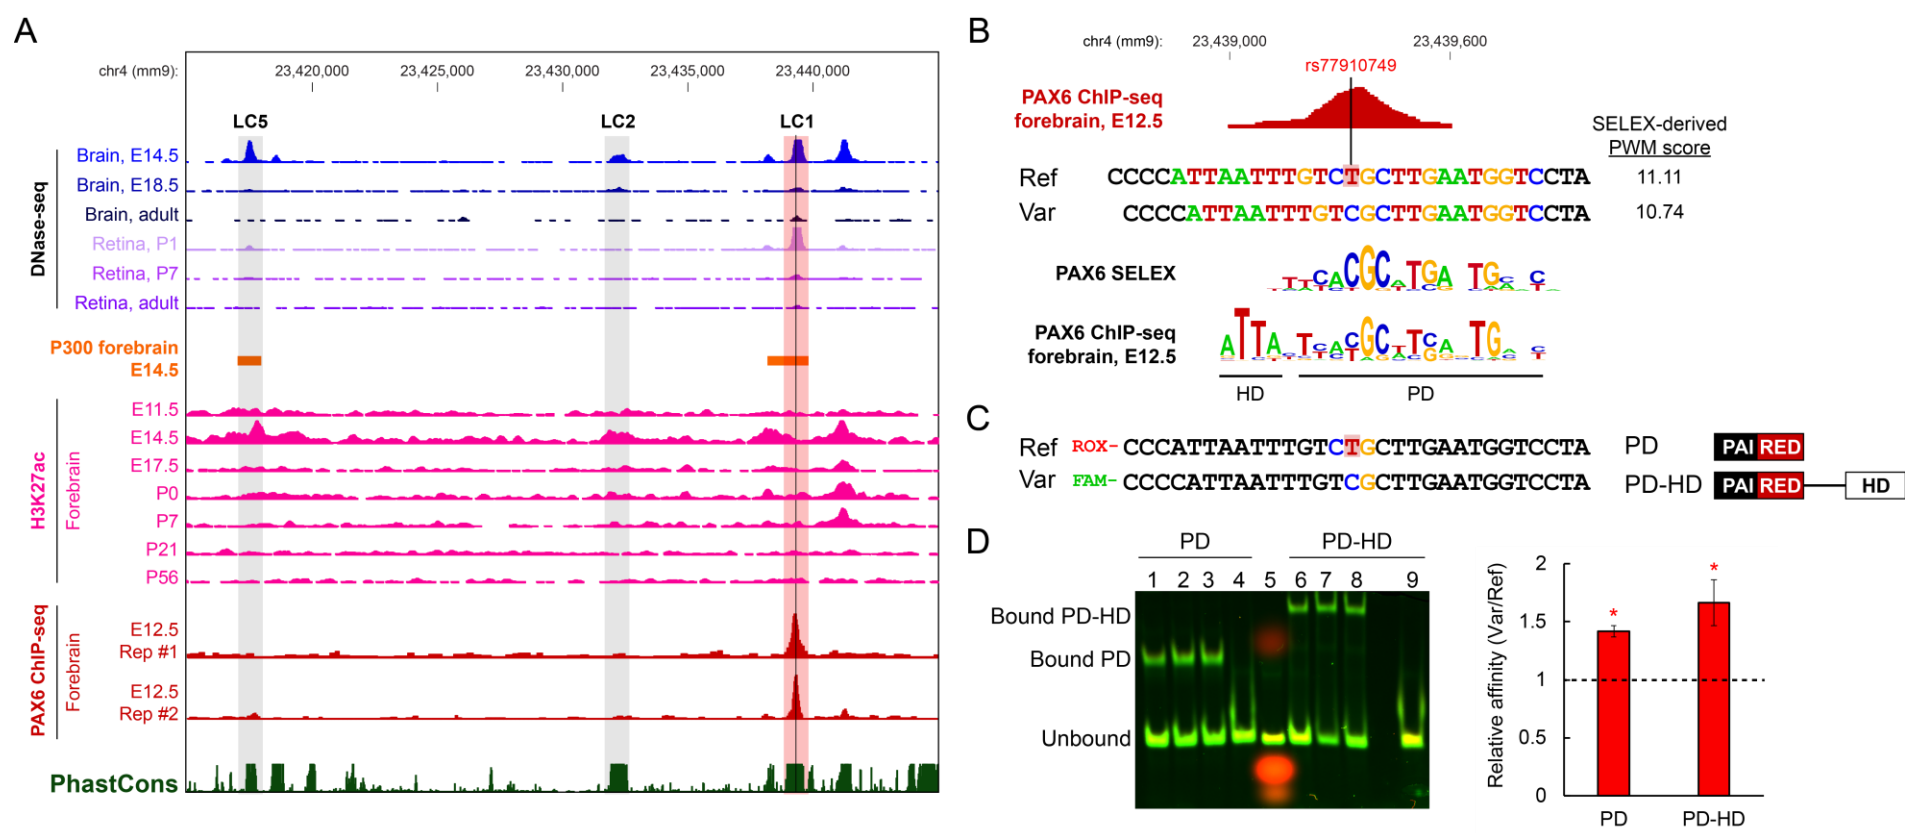 A
chr4 (mm9):
23,420,000
23,425,000
23,430,000
23,435,000
23,440,000
LC5
LC2
LC1
DNase-seq
Brain, E14.5
Brain, E18.5
Brain, adult
Retina, P1
Retina, P7
Retina, adult
P300 forebrain
E14.5
H3K27ac
Forebrain
E11.5
E14.5
E17.5
P0
P7
P21
P56
PAX6 ChIP-seq
Forebrain
E12.5
Rep #1
E12.5
Rep #2
PhastCons
B
chr4 (mm9):
23,439,000
23,439,600
rs77910749
PAX6 ChIP-seq
forebrain, E12.5
SELEX-derived
PWM score
Ref CCCCATTAATTTGTCTGCTTGAATGGTCCTA 11.11
Var CCCCATTAATTTGTCGCTTGAATGGTCCTA 10.74
PAX6 SELEX
PAX6 ChIP-seq
forebrain, E12.5
HD
PD
C
Ref ROX- CCCATTAATTTGTCTGCTTGAATGGTCCTA
Var FAM- CCCCATTAATTTGTCGCTTGAATGGTCCTA
PD PAI RED
PD-HD PAI RED HD
D
PD
PD-HD
1 2 3 4 5 6 7 8 9
Bound PD-HD
Bound PD
Unbound
Relative affinity (Var/Ref)
2
1.5
1
0.5
0
*
*
PD
PD-HD